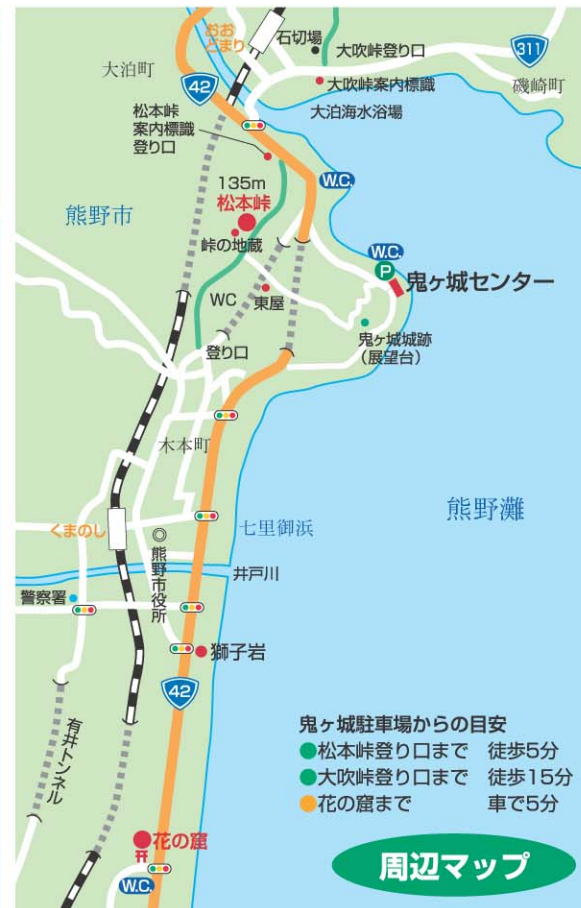 おお
どまり
石切場
大吹峠登り口
311
大泊町
42
大吹峠案内標識
磯崎町
松本峠
案内標識
登り口
大泊海水浴場
W.C.
135m
松本峠
熊野市
峠の地蔵
W.C.
P
鬼ヶ城センター
WC
東屋
鬼ヶ城城跡
(展望台)
登り口
木本町
くまのし
七里御浜
熊野灘
熊野市役所
井戸川
警察署
獅子岩
42
有井トンネル
鬼ヶ城駐車場からの目安
●松本峠登り口まで 徒歩5分
●大吹峠登り口まで 徒歩15分
●花の窟まで 車で5分
花の窟
W.C.
周辺マップ